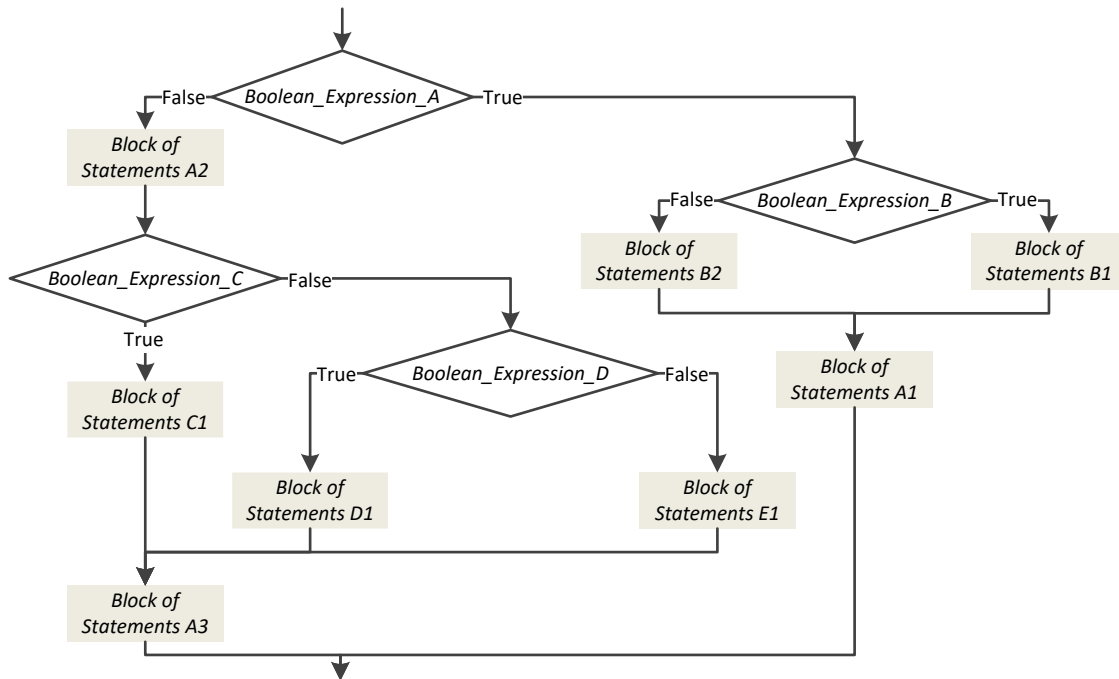 Boolean_Expression_A
False
True
Block of
Statements A2
Boolean_Expression_B
False
True
Block of
Statements B2
Block of
Statements B1
Boolean_Expression_C
False
True
Boolean_Expression_D
True
False
Block of
Statements A1
Block of
Statements C1
Block of
Statements D1
Block of
Statements E1
Block of
Statements A3